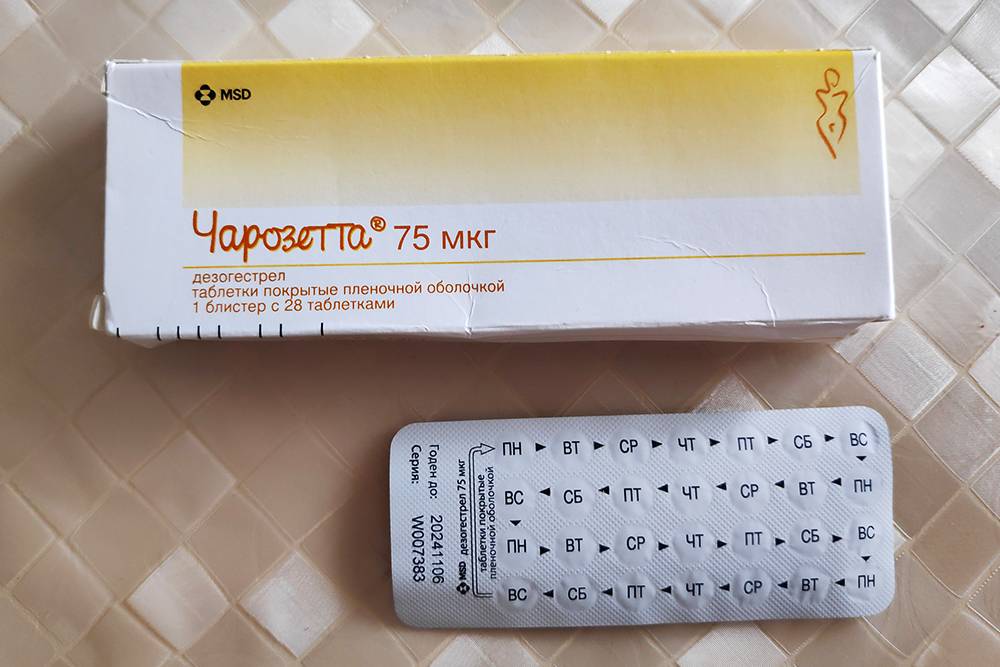 MSD
Чарозетта® 75 мкг
дезогестрел
таблетки покрытые пленочной оболочкой
1 блистер с 28 таблетками
Годен до: 20241106
Серия: W007383
MSD дезогестрел 75 мкг
таблетки покрытые
пленочной оболочкой
ПН ВТ СР ЧТ ПТ СБ ВС
ВС СБ ПТ ЧТ СР ВТ ПН
ПН ВТ СР ЧТ ПТ СБ ВС
ВС СБ ПТ ЧТ СР ВТ ПН